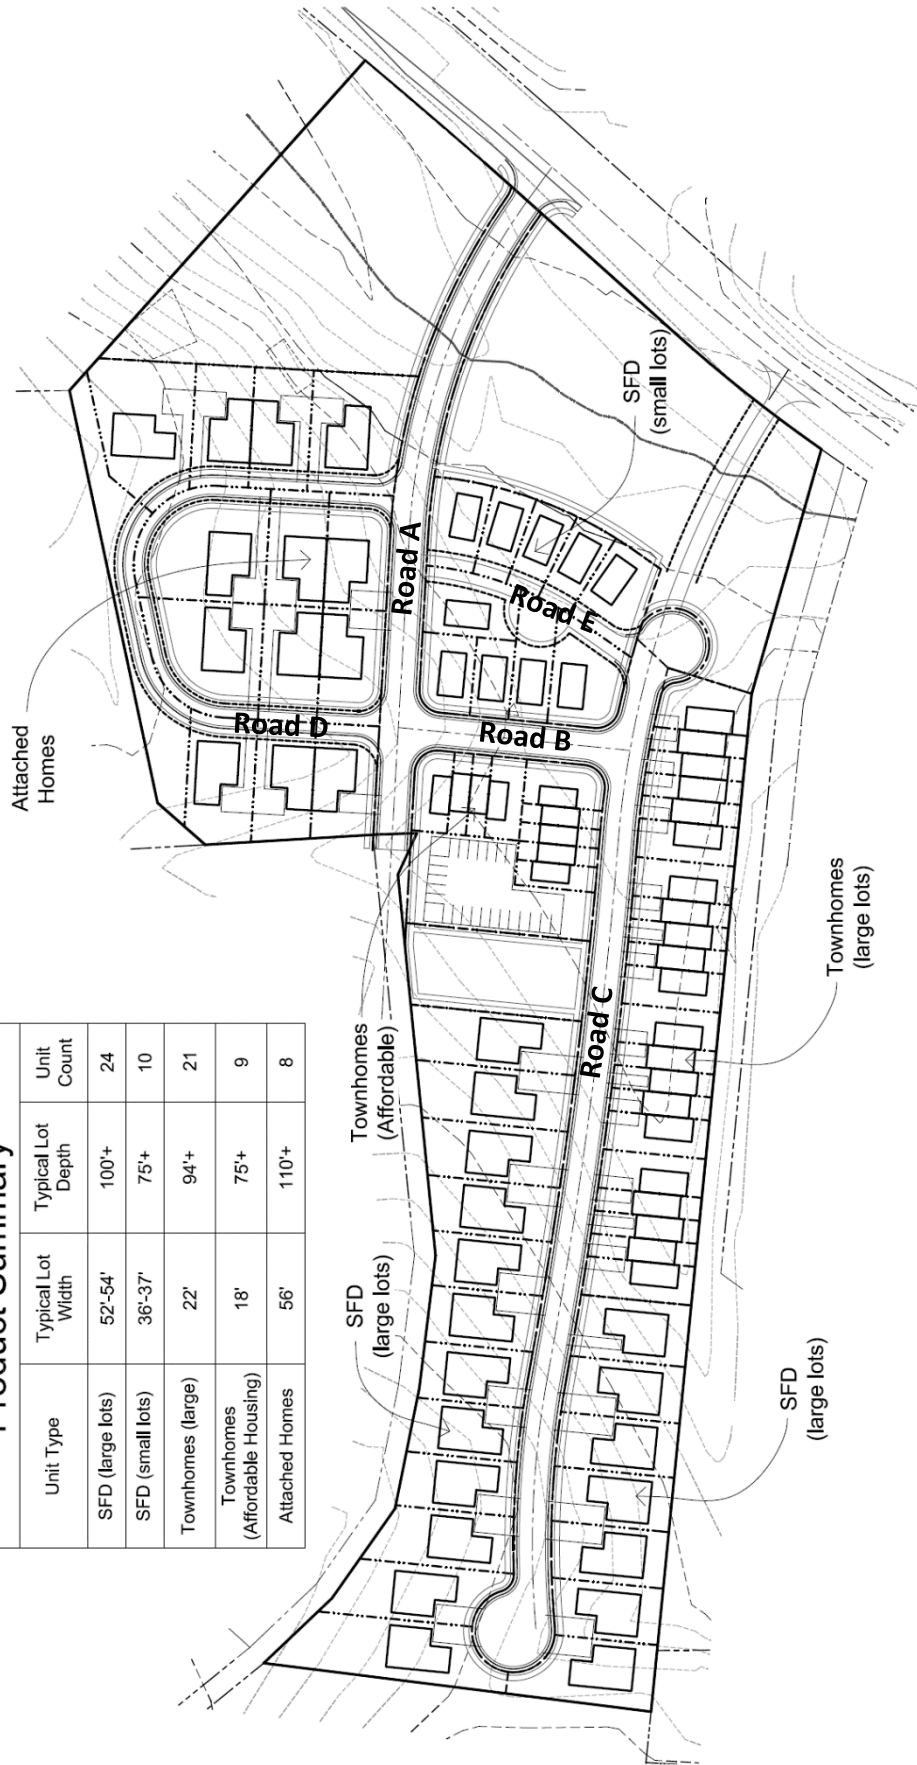 Product Summary
Unit Type
Typical Lot
Width
Typical Lot
Depth
Unit
Count
SFD (large lots)
52'-54'
100'+
24
SFD (small lots)
36'-37'
75'+
10
Townhomes (large)
22'
94'+
21
Townhomes
(Affordable Housing)
18'
75'+
9
Attached Homes
56'
110'+
8
Attached
Homes
SFD
(small lots)
Road A
Road E
Road D
Road B
Townhomes
(Affordable)
Road C
Townhomes
(large lots)
SFD
(large lots)
SFD
(large lots)